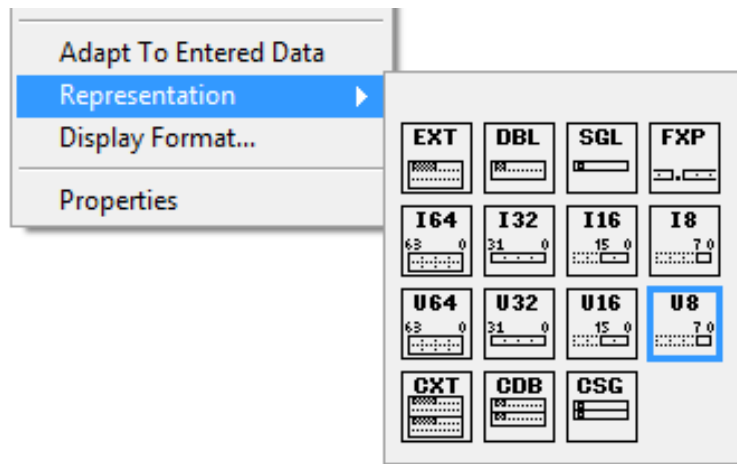 Adapt To Entered Data
Representation
Display Format...
Properties
EXT DBL SGL FXP
I64 I32 I16 I8
63 0 31 0 15 0 7 0
U64 U32 U16 U8
63 0 31 0 15 0 7 0
CXT CDB CSG